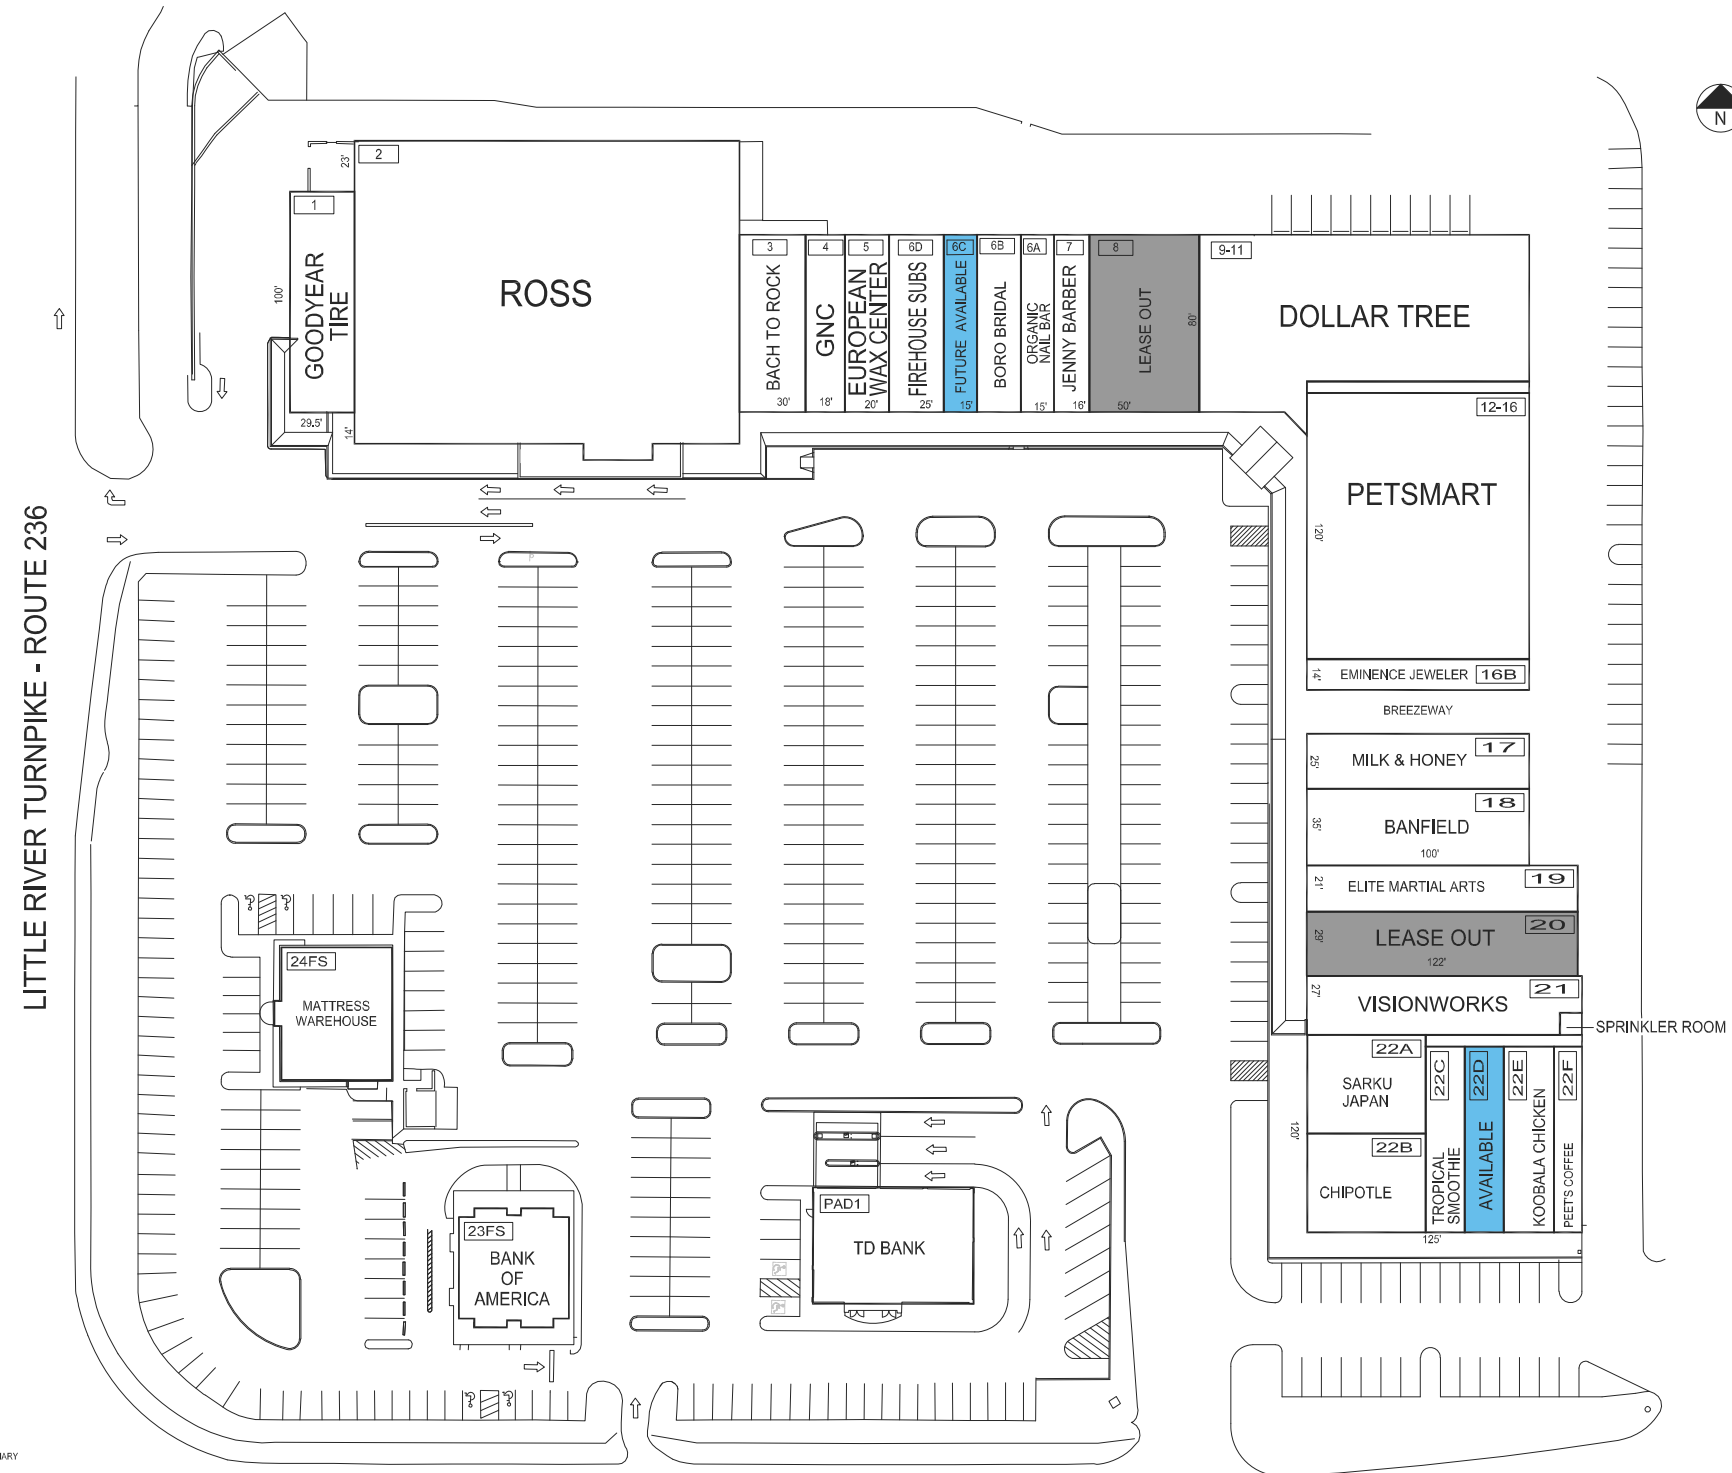 N
2
23'
1
GOODYEAR
TIRE
100'
29.5'
14'
ROSS
3
BACH TO ROCK
30'
4
GNC
18'
5
EUROPEAN
WAX CENTER
20'
6D
FIREHOUSE SUBS
25'
6C
FUTURE AVAILABLE
15'
6B
BORO BRIDAL
6A
ORGANIC
NAIL BAR
15'
7
JENNY BARBER
16'
8
LEASE OUT
80'
50'
9-11
DOLLAR TREE
12-16
PETSMART
120'
14'
EMINENCE JEWELER
16B
BREEZEWAY
17
MILK & HONEY
25'
18
BANFIELD
35'
100'
19
ELITE MARTIAL ARTS
21'
20
LEASE OUT
29'
122'
21
VISIONWORKS
27'
SPRINKLER ROOM
22A
SARKU
JAPAN
22B
CHIPOTLE
120'
22C
TROPICAL
SMOOTHIE
22D
AVAILABLE
22E
KOOBALA CHICKEN
22F
PEET'S COFFEE
125'
LITTLE RIVER TURNPIKE - ROUTE 236
24FS
MATTRESS
WAREHOUSE
23FS
BANK
OF
AMERICA
PAD1
TD BANK